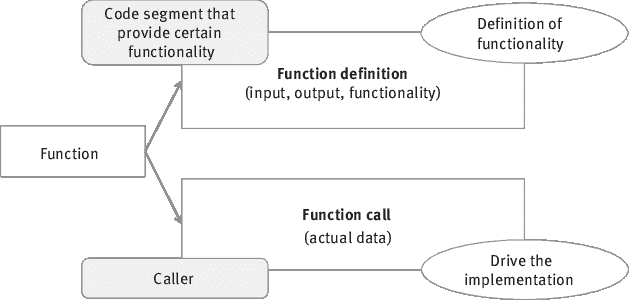 Code segment that
provide certain
functionality
Definition of
functionality
Function definition
(input, output, functionality)
Function
Function call
(actual data)
Caller
Drive the
implementation